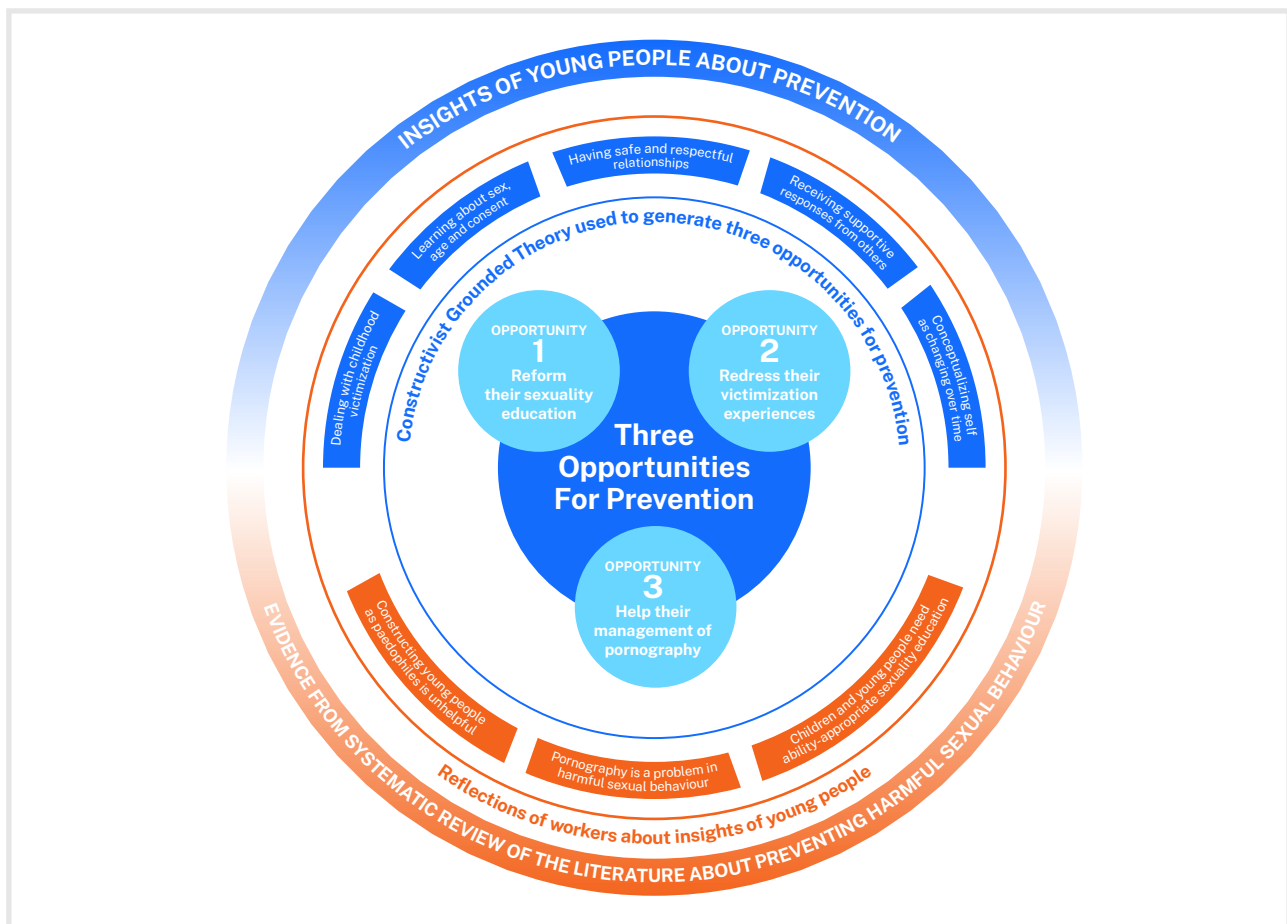 INSIGHTS OF YOUNG PEOPLE ABOUT PREVENTION
Dealing with childhood
victimization
Learning about sex,
age and consent
Having safe and respectful
relationships
Receiving supportive
responses from others
Conceptualizing self
as changing over time
Constructivist Grounded Theory used to generate three opportunities for prevention
OPPORTUNITY
1
Reform
their sexuality
education
OPPORTUNITY
2
Redress their
victimization
experiences
Three
Opportunities
For Prevention
OPPORTUNITY
3
Help their
management of
pornography
Constructing young people
as paedophiles is unhelpful
Pornography is a problem in
harmful sexual behaviour
Children and young people need
ability-appropriate sexuality education
Reflections of workers about insights of young people
EVIDENCE FROM SYSTEMATIC REVIEW OF THE LITERATURE ABOUT PREVENTING HARMFUL SEXUAL BEHAVIOUR